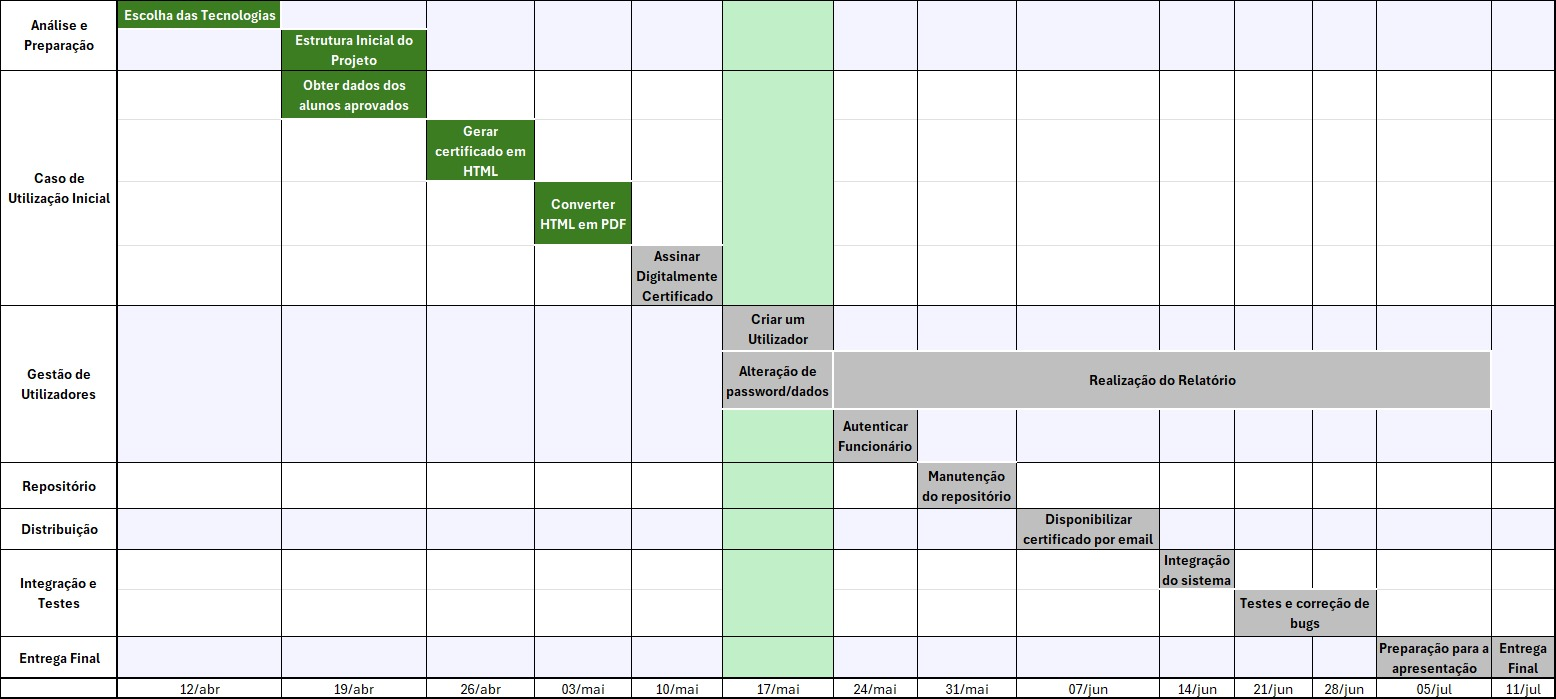 Análise e
Preparação
Escolha das Tecnologias
Estrutura Inicial do
Projeto
Caso de
Utilização Inicial
Obter dados dos
alunos aprovados
Gerar
certificado em
HTML
Converter
HTML em PDF
Assinar
Digitalmente
Certificado
Gestão de
Utilizadores
Criar um
Utilizador
Alteração de
password/dados
Realização do Relatório
Autenticar
Funcionário
Repositório
Manutenção
do repositório
Distribuição
Disponibilizar
certificado por email
Integração e
Testes
Integração
do sistema
Testes e correção de
bugs
Entrega Final
Preparação para a
apresentação
Entrega
Final
12/abr 19/abr 26/abr 03/mai 10/mai 17/mai 24/mai 31/mai 07/jun 14/jun 21/jun 28/jun 05/jul 11/jul